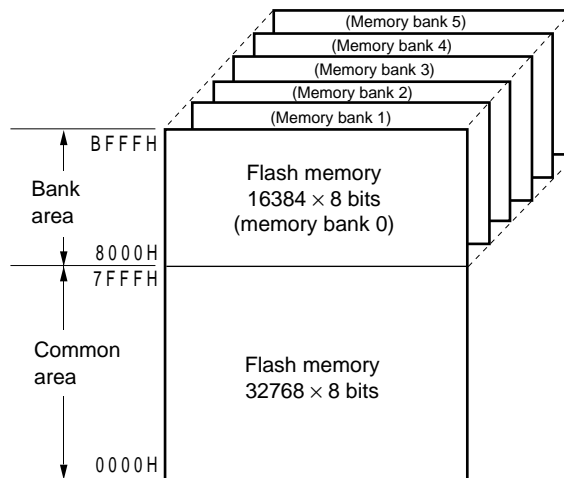 (Memory bank 5)
(Memory bank 4)
(Memory bank 3)
(Memory bank 2)
(Memory bank 1)
BFFFH
Flash memory
16384 × 8 bits
(memory bank 0)
Bank
area
8000H
7FFFH
Common
area
Flash memory
32768 × 8 bits
0000H